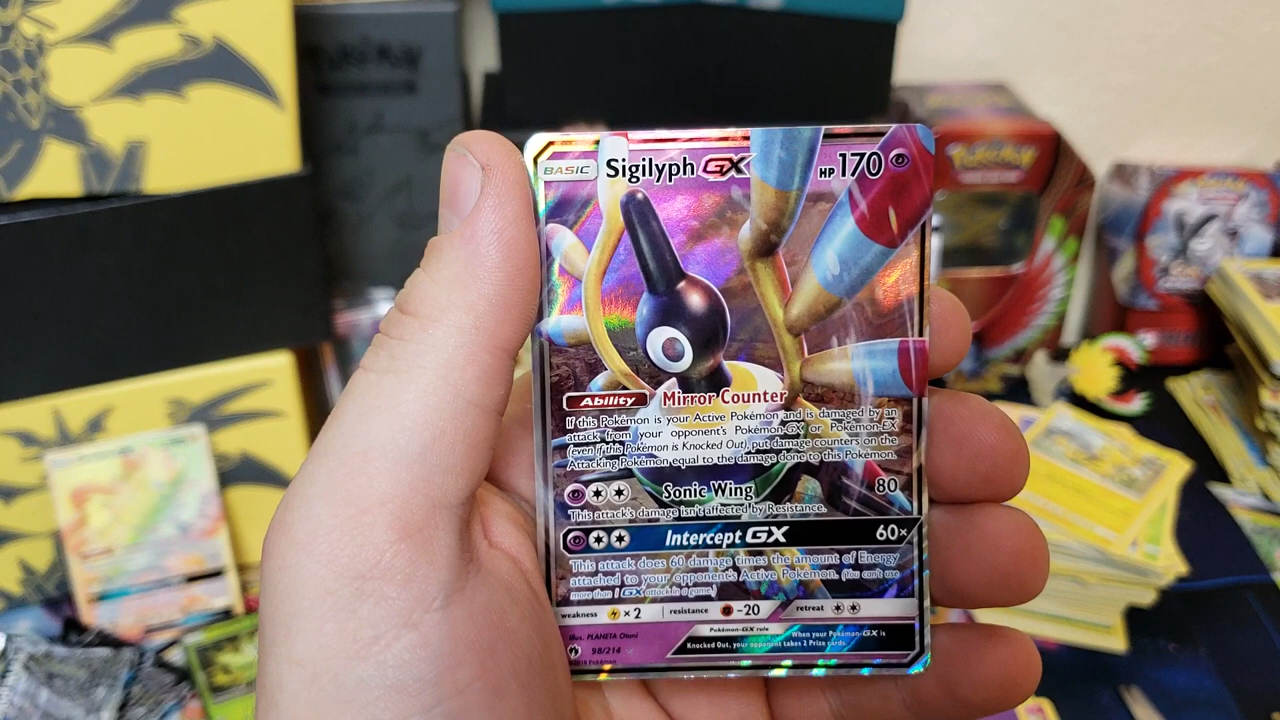 Pokémon
BASIC Sigilyph GX HP 170
Ability Mirror Counter
If this Pokémon is your Active Pokémon and is damaged by an
attack from your opponent's Pokémon-GX or Pokémon-EX
(even if this Pokémon is Knocked Out), put damage counters on the
Attacking Pokémon equal to the damage done to this Pokémon.
Sonic Wing 80
This attack's damage isn't affected by Resistance.
Intercept GX 60×
This attack does 60 damage times the amount of Energy
attached to your opponent's Active Pokémon. (You can't use
more than 1 GX attack in a game.)
weakness ×2 resistance -20 retreat
Illus. PLANETA Otani
98/214
Pokémon-GX rule
When your Pokémon-GX is
Knocked Out, your opponent takes 2 Prize cards.